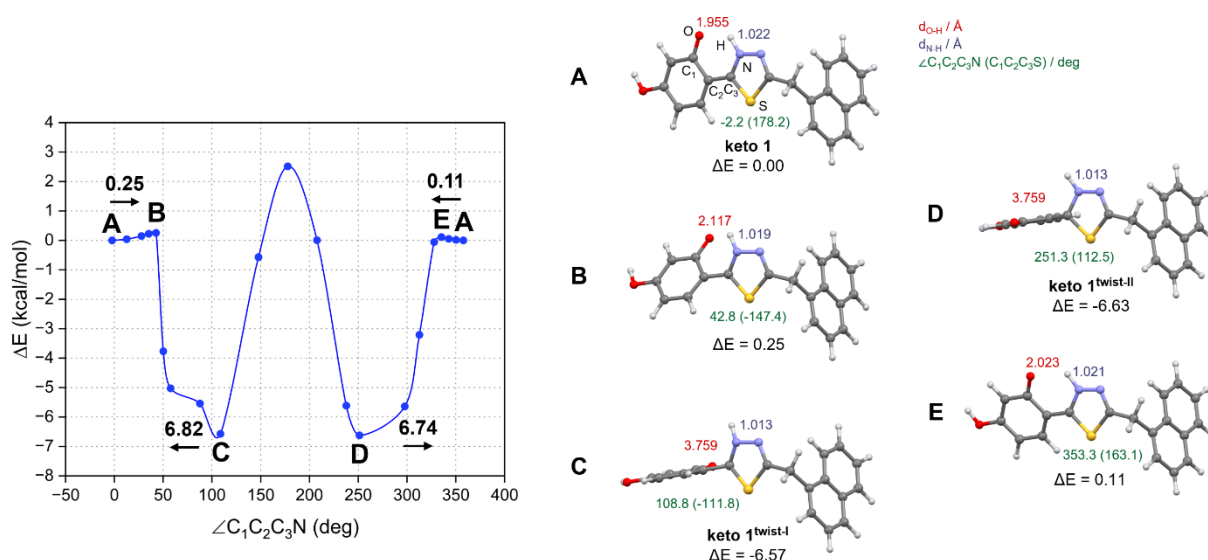 4
3
2
1
0
−1
−2
−3
−4
−5
−6
−7
−8
ΔE (kcal/mol)
−50 0 50 100 150 200 250 300 350 400
∠C₁C₂C₃N (deg)
0.25
A B
0.11
E A
6.82
C
D
6.74
A
O 1.955
H 1.022
C₁ N
C₂ C₃
S
-2.2 (178.2)
keto 1
ΔE = 0.00
B
2.117
1.019
42.8 (-147.4)
ΔE = 0.25
C
3.759
1.013
108.8 (-111.8)
keto 1ᵗʷⁱˢᵗ⁻ᴵ
ΔE = -6.57
dO-H / Å
dN-H / Å
∠C₁C₂C₃N (C₁C₂C₃S) / deg
D
3.759
1.013
251.3 (112.5)
keto 1ᵗʷⁱˢᵗ⁻ᴵᴵ
ΔE = -6.63
E
2.023
1.021
353.3 (163.1)
ΔE = 0.11